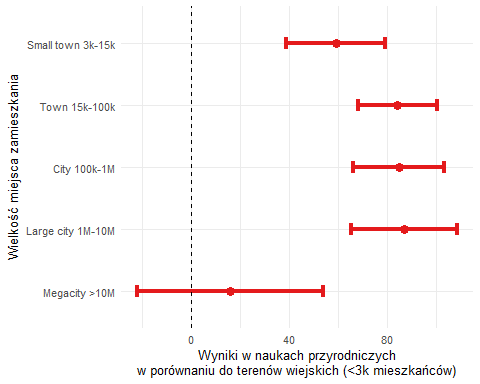 Wielkość miejsca zamieszkania
Small town 3k-15k
Town 15k-100k
City 100k-1M
Large city 1M-10M
Megacity >10M
0 40 80
Wyniki w naukach przyrodniczych
w porównaniu do terenów wiejskich (<3k mieszkańców)